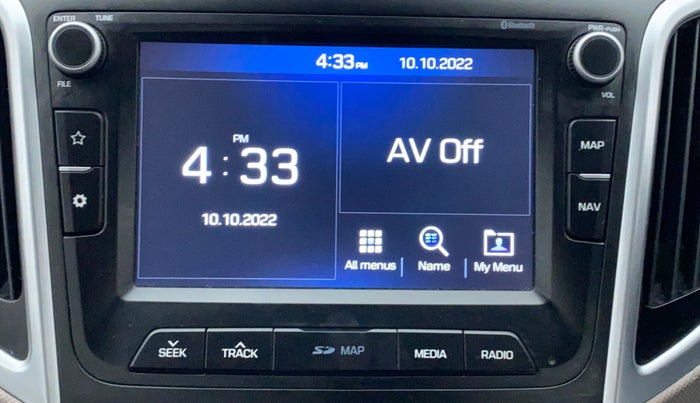 ENTER TUNE
Bluetooth
PWR-PUSH
FILE
VOL
4:33 PM 10.10.2022
PM
4:33
10.10.2022
AV Off
All menus
Name
My Menu
MAP
NAV
SEEK
TRACK
SD MAP
MEDIA
RADIO